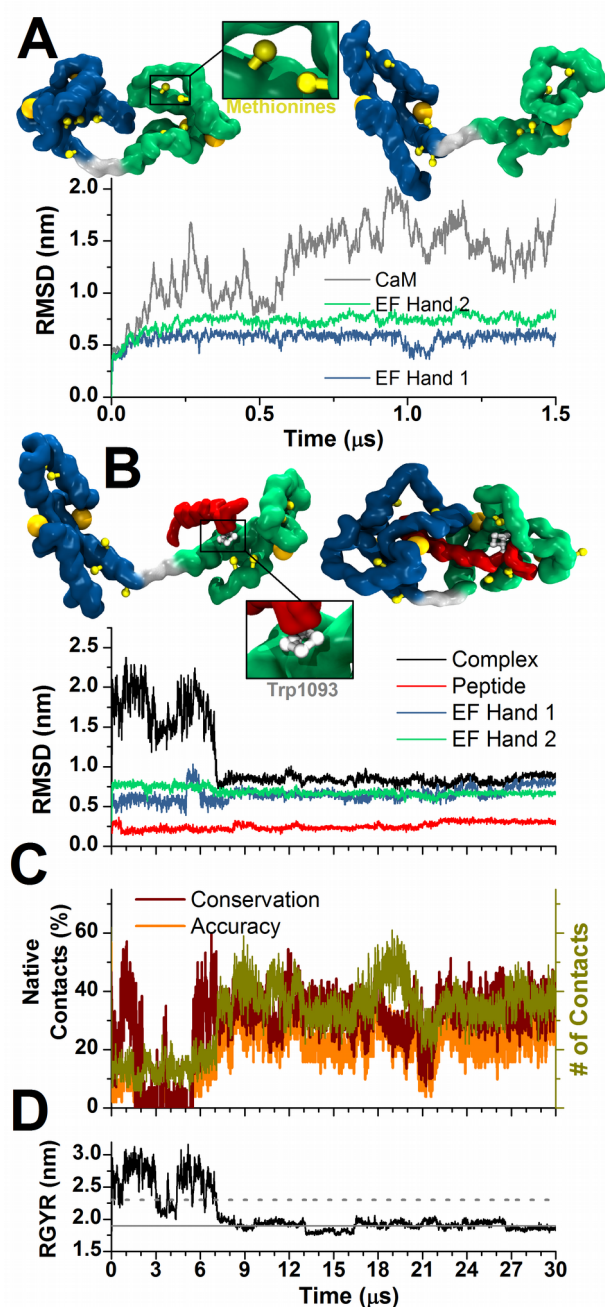 A
Methionines
2.0
1.5
1.0
0.5
0.0
RMSD (nm)
CaM
EF Hand 2
EF Hand 1
0.0
0.5
1.0
1.5
Time (μs)
B
Trp1093
2.5
2.0
1.5
1.0
0.5
0.0
RMSD (nm)
Complex
Peptide
EF Hand 1
EF Hand 2
C
60
40
20
0
Native
Contacts (%)
Conservation
Accuracy
# of Contacts
D
3.0
2.5
2.0
1.5
RGYR (nm)
0 3 6 9 12 15 18 21 24 27 30
Time (μs)